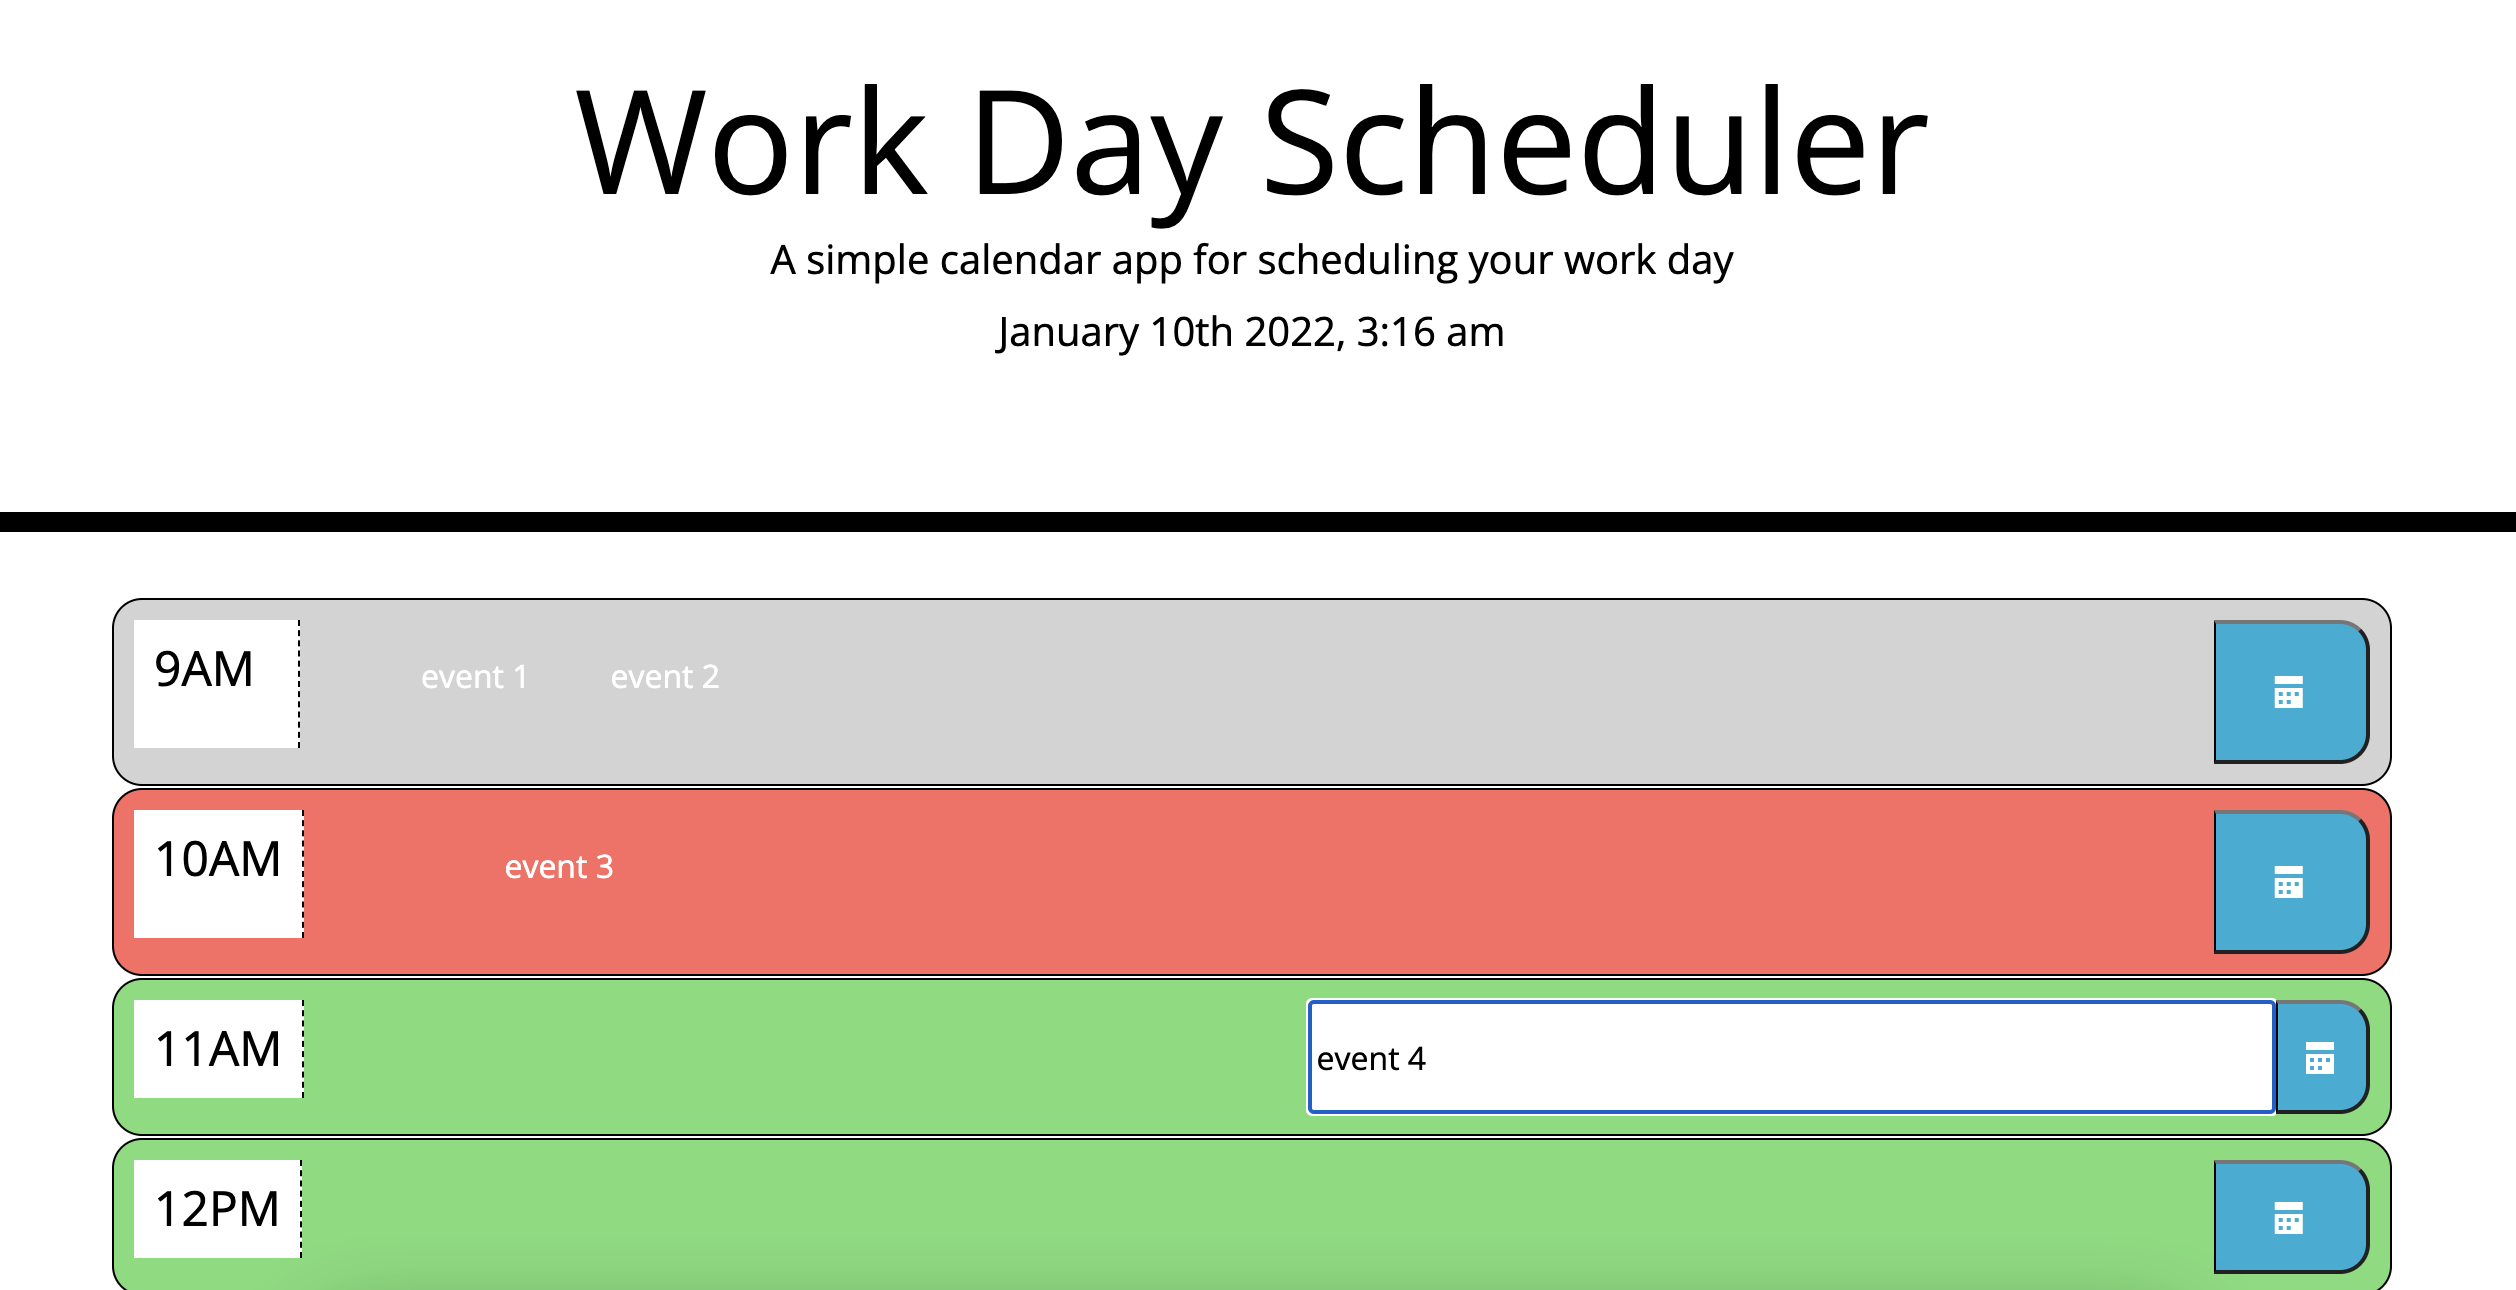 Work Day Scheduler
A simple calendar app for scheduling your work day
January 10th 2022, 3:16 am
9AM event 1 event 2
10AM event 3
11AM event 4
12PM